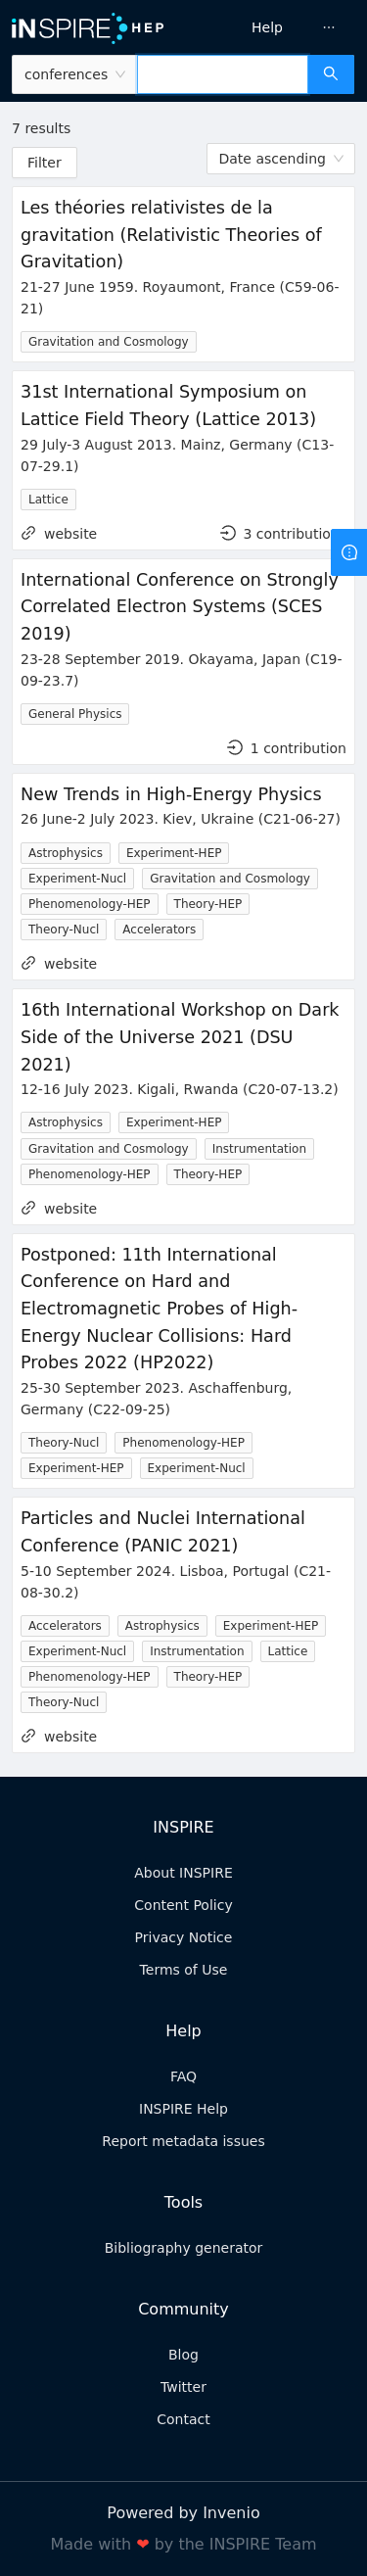 INSPIRE HEP
Help
···
conferences
7 results
Filter
Date ascending
Les théories relativistes de la
gravitation (Relativistic Theories of
Gravitation)
21-27 June 1959. Royaumont, France (C59-06-
21)
Gravitation and Cosmology
31st International Symposium on
Lattice Field Theory (Lattice 2013)
29 July-3 August 2013. Mainz, Germany (C13-
07-29.1)
Lattice
website 3 contributio
International Conference on Strongly
Correlated Electron Systems (SCES
2019)
23-28 September 2019. Okayama, Japan (C19-
09-23.7)
General Physics
1 contribution
New Trends in High-Energy Physics
26 June-2 July 2023. Kiev, Ukraine (C21-06-27)
Astrophysics Experiment-HEP
Experiment-Nucl Gravitation and Cosmology
Phenomenology-HEP Theory-HEP
Theory-Nucl Accelerators
website
16th International Workshop on Dark
Side of the Universe 2021 (DSU
2021)
12-16 July 2023. Kigali, Rwanda (C20-07-13.2)
Astrophysics Experiment-HEP
Gravitation and Cosmology Instrumentation
Phenomenology-HEP Theory-HEP
website
Postponed: 11th International
Conference on Hard and
Electromagnetic Probes of High-
Energy Nuclear Collisions: Hard
Probes 2022 (HP2022)
25-30 September 2023. Aschaffenburg,
Germany (C22-09-25)
Theory-Nucl Phenomenology-HEP
Experiment-HEP Experiment-Nucl
Particles and Nuclei International
Conference (PANIC 2021)
5-10 September 2024. Lisboa, Portugal (C21-
08-30.2)
Accelerators Astrophysics Experiment-HEP
Experiment-Nucl Instrumentation Lattice
Phenomenology-HEP Theory-HEP
Theory-Nucl
website
INSPIRE
About INSPIRE
Content Policy
Privacy Notice
Terms of Use
Help
FAQ
INSPIRE Help
Report metadata issues
Tools
Bibliography generator
Community
Blog
Twitter
Contact
Powered by Invenio
Made with ❤ by the INSPIRE Team